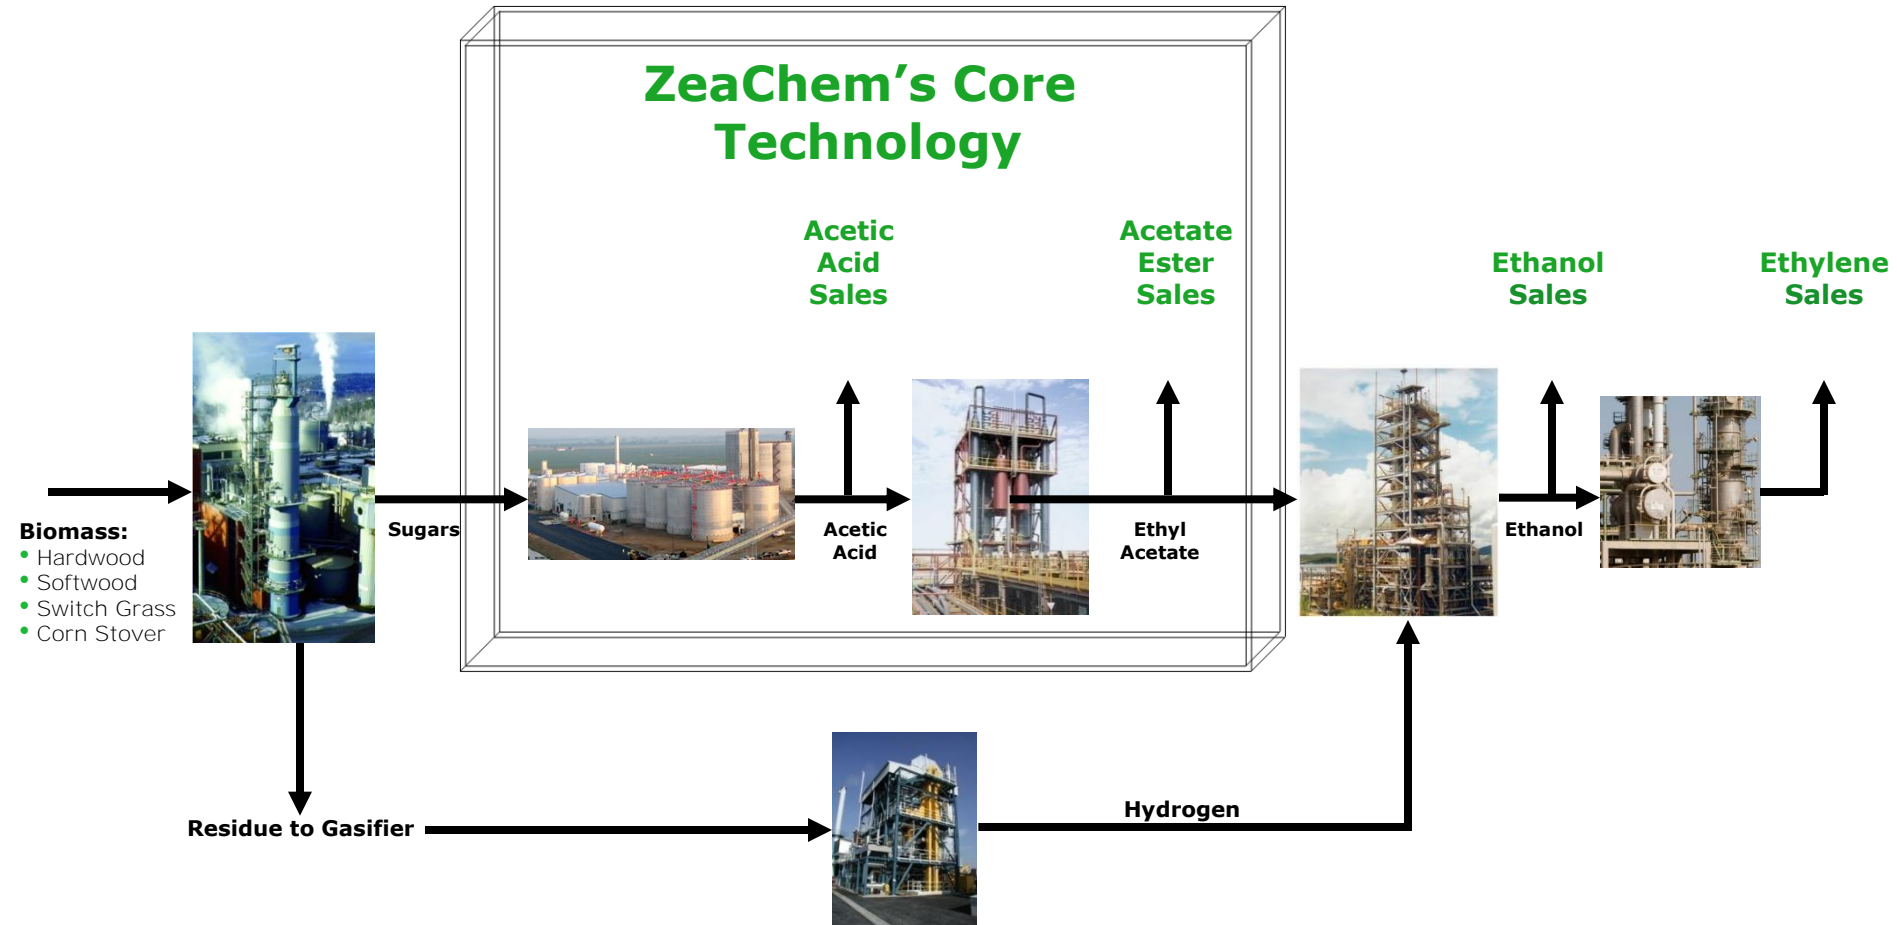 ZeaChem’s Core
Technology
Acetic
Acid
Sales
Acetate
Ester
Sales
Ethanol
Sales
Ethylene
Sales
Biomass:
• Hardwood
• Softwood
• Switch Grass
• Corn Stover
Sugars
Acetic
Acid
Ethyl
Acetate
Ethanol
Residue to Gasifier
Hydrogen